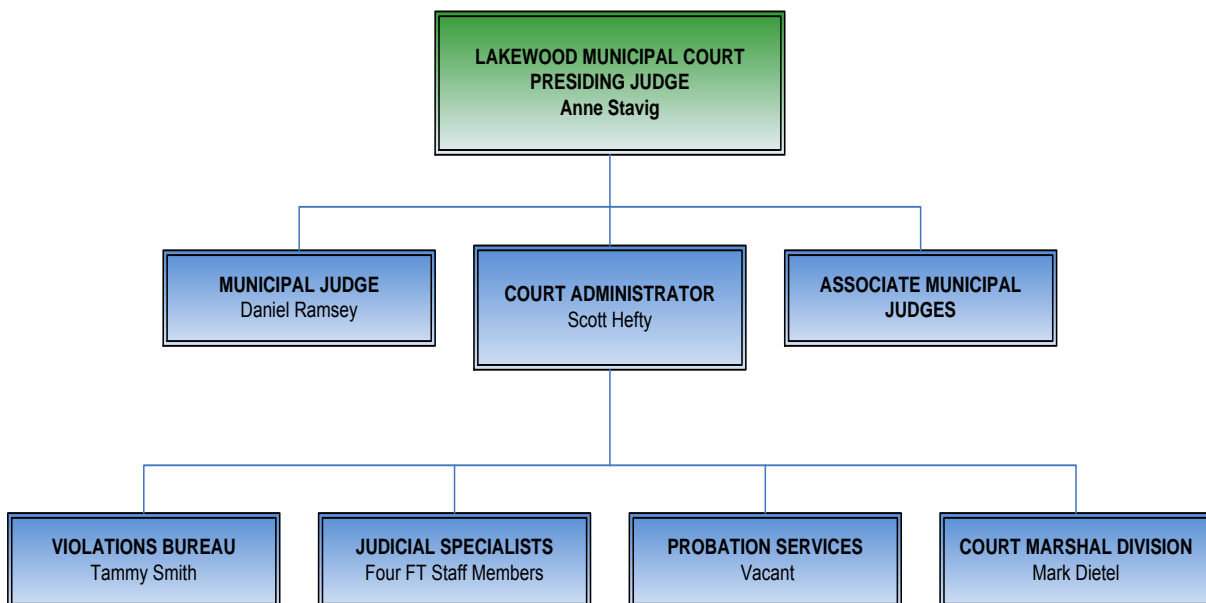 LAKEWOOD MUNICIPAL COURT
PRESIDING JUDGE
Anne Stavig
MUNICIPAL JUDGE
Daniel Ramsey
COURT ADMINISTRATOR
Scott Hefty
ASSOCIATE MUNICIPAL
JUDGES
VIOLATIONS BUREAU
Tammy Smith
JUDICIAL SPECIALISTS
Four FT Staff Members
PROBATION SERVICES
Vacant
COURT MARSHAL DIVISION
Mark Dietel